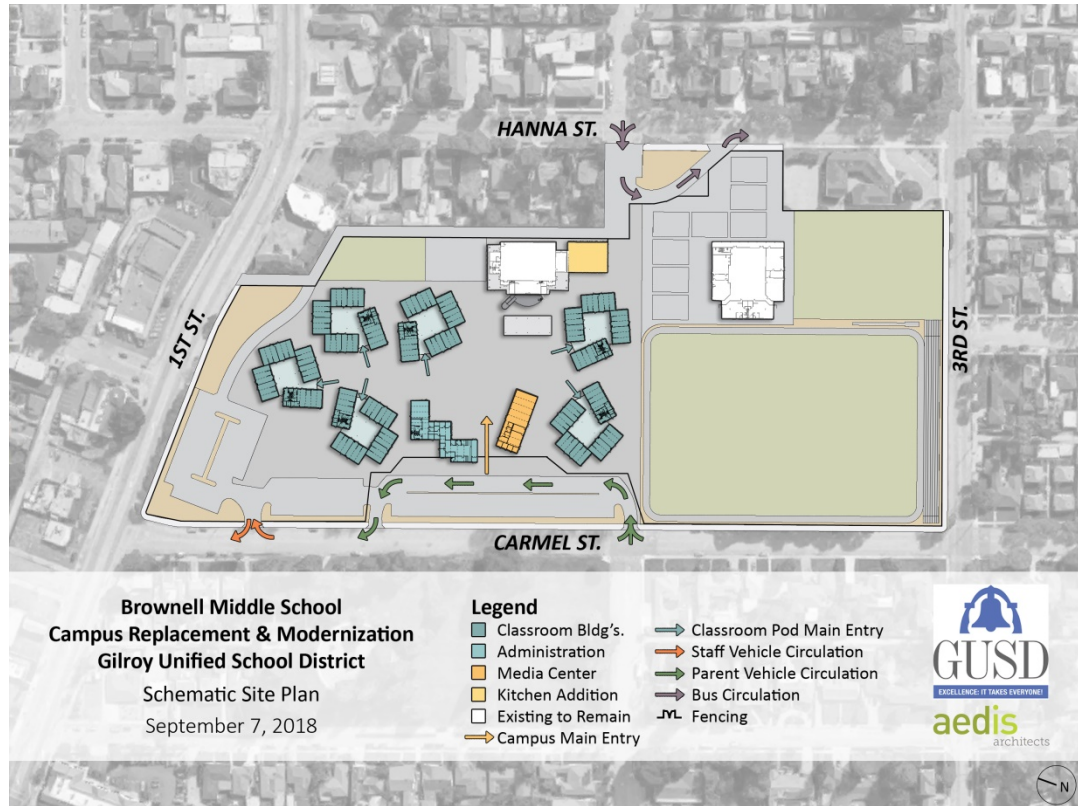 HANNA ST.
1ST ST.
3RD ST.
CARMEL ST.
Brownell Middle School
Campus Replacement & Modernization
Gilroy Unified School District
Schematic Site Plan
September 7, 2018
Legend
Classroom Bldg's.
Administration
Media Center
Kitchen Addition
Existing to Remain
Campus Main Entry
Classroom Pod Main Entry
Staff Vehicle Circulation
Parent Vehicle Circulation
Bus Circulation
Fencing
GUSD
EXCELLENCE: IT TAKES EVERYONE!
aedis
architects
N